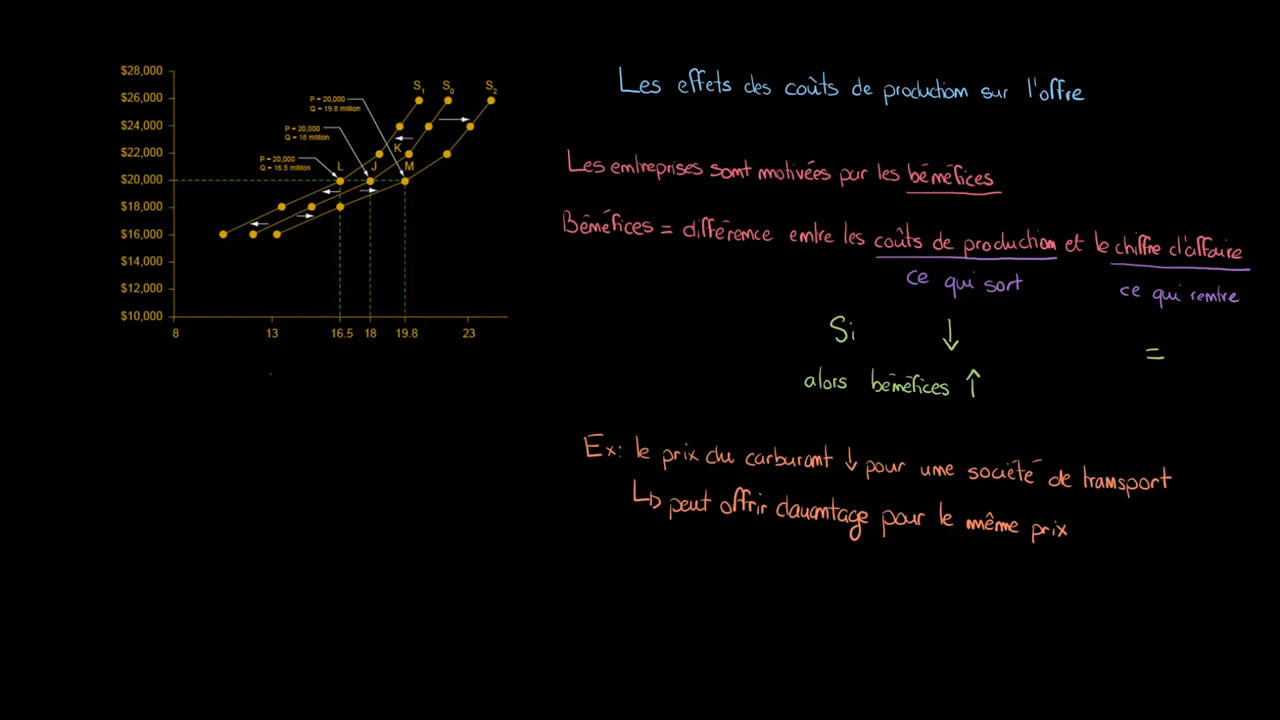 $28,000
$26,000
$24,000
$22,000
$20,000
$18,000
$16,000
$14,000
$12,000
$10,000
8 13 16.5 18 19.8 23
S1 S0 S2
P = 20,000
Q = 19.8 million
P = 20,000
Q = 18 million
P = 20,000
Q = 16.5 million
K
L J M
Les effets des coûts de production sur l'offre
Les entreprises sont motivées par les bénéfices
Bénéfices = différence entre les coûts de production et le chiffre d'affaire
ce qui sort ce qui rentre
Si ↓ =
alors bénéfices ↑
Ex: le prix du carburant ↓ pour une société de transport
↳ peut offrir davantage pour le même prix